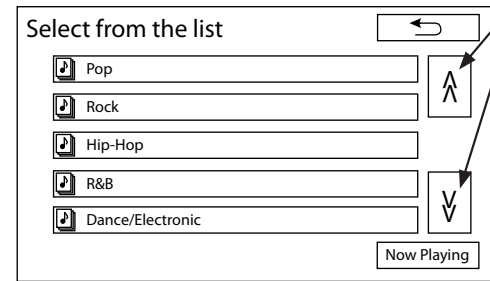 Select from the list
Pop
Rock
Hip-Hop
R&B
Dance/Electronic
Now Playing